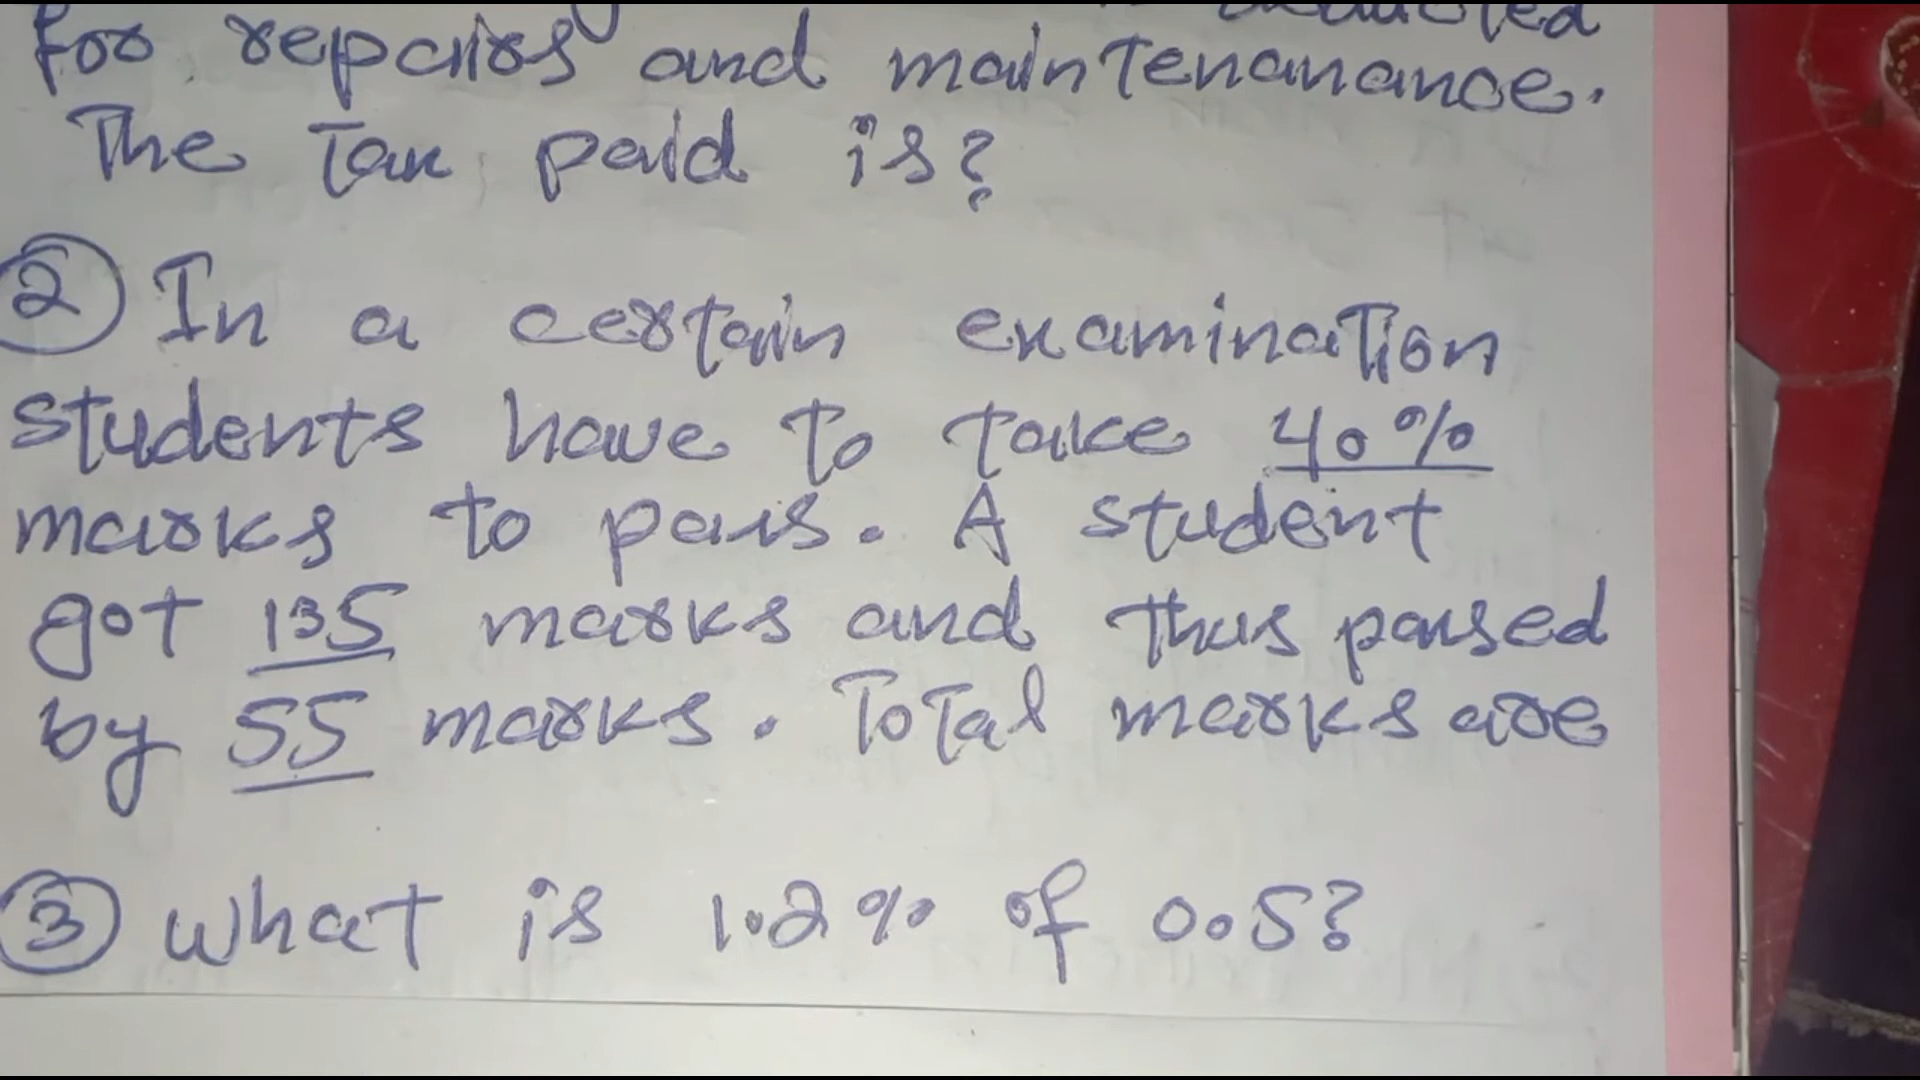 for repairs and maintenanance.
The Tax paid is?
② In a certain examination
students have to take 40%
marks to pass. A student
got 135 marks and thus passed
by 55 marks. Total marks are
③ what is 1.2% of 0.5?